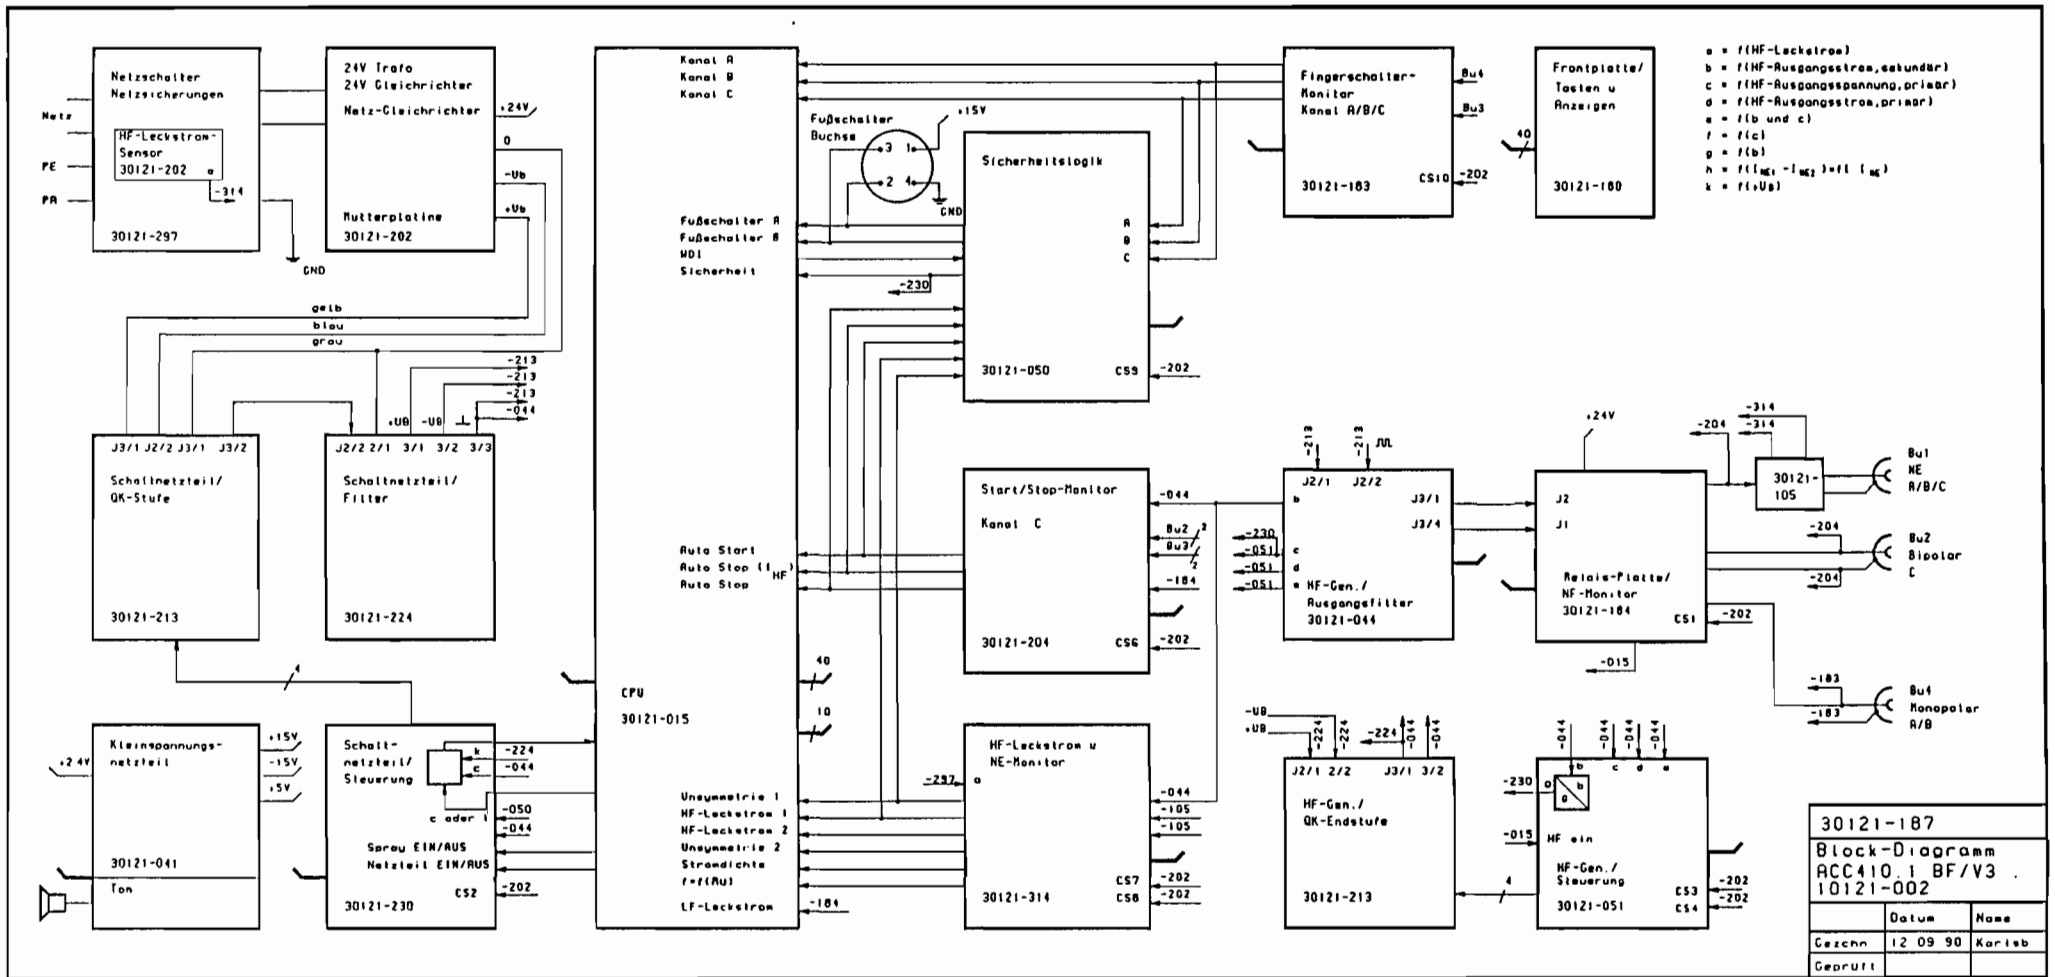 Netzschalter
Netzsicherungen
Netz
HF-Leckstrom-
Sensor
30121-202 a
-314
PE
PA
30121-297
GND
24V Trafo
24V Gleichrichter
Netz-Gleichrichter
+24V
0
-Ub
+Ub
Mutterplatine
30121-202
gelb
blau
grau
-213
-213
-213
-044
+UB -UB ⊥
J3/1 J2/2 J3/1 J3/2
Schaltnetzteil/
QK-Stufe
30121-213
J2/2 2/1 3/1 3/2 3/3
Schaltnetzteil/
Filter
30121-224
4
Kleinspannungs-
netzteil
+24V
+15V
-15V
+5V
30121-041
Ton
Schalt-
netzteil/
Steuerung
k
-224
c
-044
c oder f
-050
-044
Spray EIN/AUS
Netzteil EIN/AUS
CS2
-202
30121-230
Kanal A
Kanal B
Kanal C
Fußschalter A
Fußschalter B
WDI
Sicherheit
-230
Auto Start
Auto Stop (I HF)
Auto Stop
CPU
30121-015
40
10
Unsymmetrie 1
HF-Leckstrom 1
HF-Leckstrom 2
Unsymmetrie 2
Stromdichte
f=f(Au)
LF-Leckstrom
-184
Fußschalter
Buchse
+15V
3 1
2 4
GND
Sicherheitslogik
A
B
C
30121-050
CS9
-202
Start/Stop-Monitor
Kanal C
-044
Bu2
2
Bu3
2
-184
30121-204
CS6
-202
HF-Leckstrom u
NE-Monitor
-297
a
-044
-105
-105
CS7
-202
30121-314
CS8
-202
Fingerschalter-
Monitor
Kanal A/B/C
Bu4
Bu3
30121-183
CS10
-202
Frontplatte/
Tasten u
Anzeigen
40
30121-180
a = f(HF-Leckstrom)
b = f(HF-Ausgangsstrom,sekundär)
c = f(HF-Ausgangsspannung,primär)
d = f(HF-Ausgangsstrom,primär)
e = f(b und c)
f = f(c)
g = f(b)
k = f(+UB)
-213
-213
J2/1 J2/2
b
J3/1
J3/4
-230
-051
-051
-051
c
d
e
HF-Gen./
Ausgangsfilter
30121-044
+24V
J2
J1
Relais-Platte/
NF-Monitor
30121-184
CS1
-202
-015
-314
-314
-204
30121-
105
Bu1
NE
A/B/C
-204
-204
Bu2
Bipolar
C
-183
-183
Bu4
Monopolar
A/B
-UB
+UB
-224
-224
-224
-044
-044
J2/1 2/2 J3/1 3/2
HF-Gen./
QK-Endstufe
30121-213
4
-044
-044
-044
-044
b c d e
-230
g
b
g
-015
HF ein
HF-Gen./
Steuerung
30121-051
CS3
-202
CS4
-202
30121-187
Block-Diagramm
ACC410.1 BF/V3 .
10121-002
Datum Name
Gezchn 12 09 90 Karlsb
Geprüft